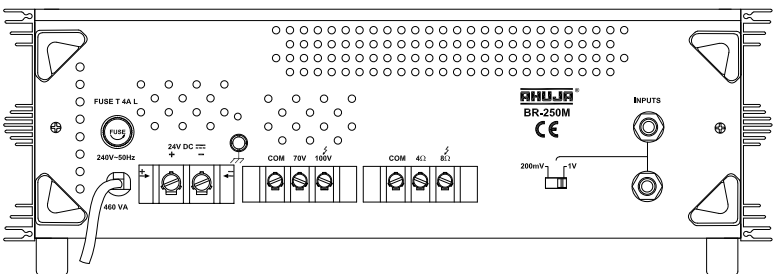 FUSE T 4A L
FUSE
240V~50Hz
460 VA
24V DC
+ −
+ −
COM 70V 100V
COM 4Ω 8Ω
AHUJA®
BR-250M
CE
INPUTS
200mV 1V